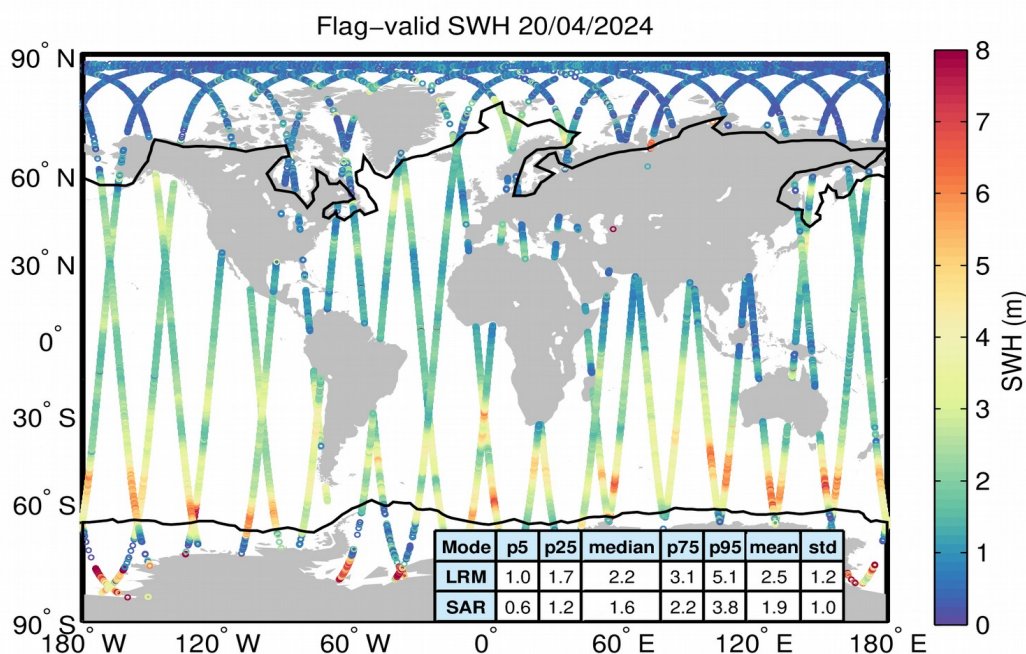 Flag−valid SWH 20/04/2024
90° N
60° N
30° N
0°
30° S
60° S
90° S
180° W
120° W
60° W
0°
60° E
120° E
180° E
8
7
6
5
4
3
2
1
0
SWH (m)
Mode p5 p25 median p75 p95 mean std
LRM 1.0 1.7 2.2 3.1 5.1 2.5 1.2
SAR 0.6 1.2 1.6 2.2 3.8 1.9 1.0